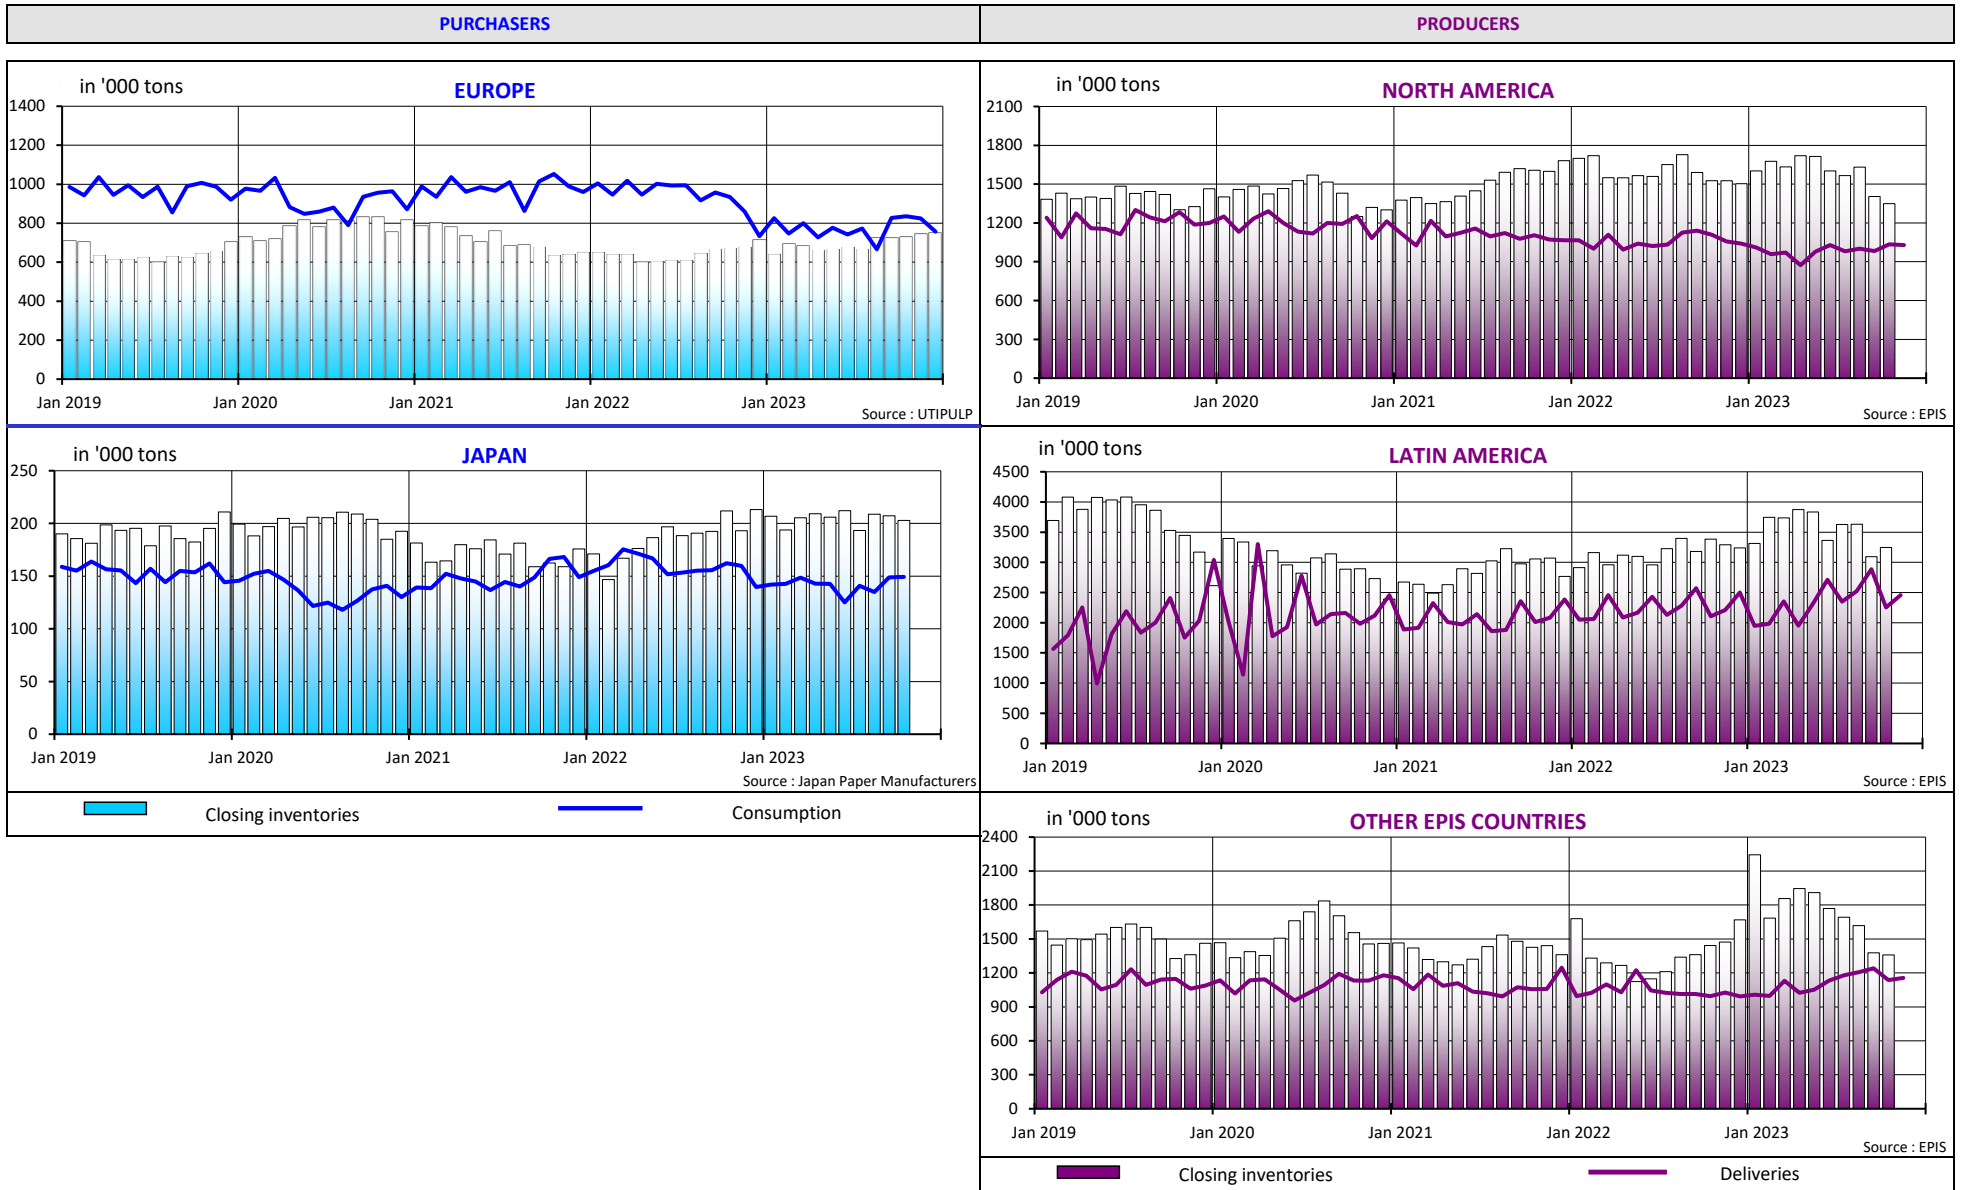 PURCHASERS
PRODUCERS
in '000 tons
EUROPE
1400
1200
1000
800
600
400
200
0
Jan 2019
Jan 2020
Jan 2021
Jan 2022
Jan 2023
Source : UTIPULP
in '000 tons
JAPAN
250
200
150
100
50
0
Jan 2019
Jan 2020
Jan 2021
Jan 2022
Jan 2023
Source : Japan Paper Manufacturers
Closing inventories
Consumption
in '000 tons
NORTH AMERICA
2100
1800
1500
1200
900
600
300
0
Jan 2019
Jan 2020
Jan 2021
Jan 2022
Jan 2023
Source : EPIS
in '000 tons
LATIN AMERICA
4500
4000
3500
3000
2500
2000
1500
1000
500
0
Jan 2019
Jan 2020
Jan 2021
Jan 2022
Jan 2023
Source : EPIS
in '000 tons
OTHER EPIS COUNTRIES
2400
2100
1800
1500
1200
900
600
300
0
Jan 2019
Jan 2020
Jan 2021
Jan 2022
Jan 2023
Source : EPIS
Closing inventories
Deliveries